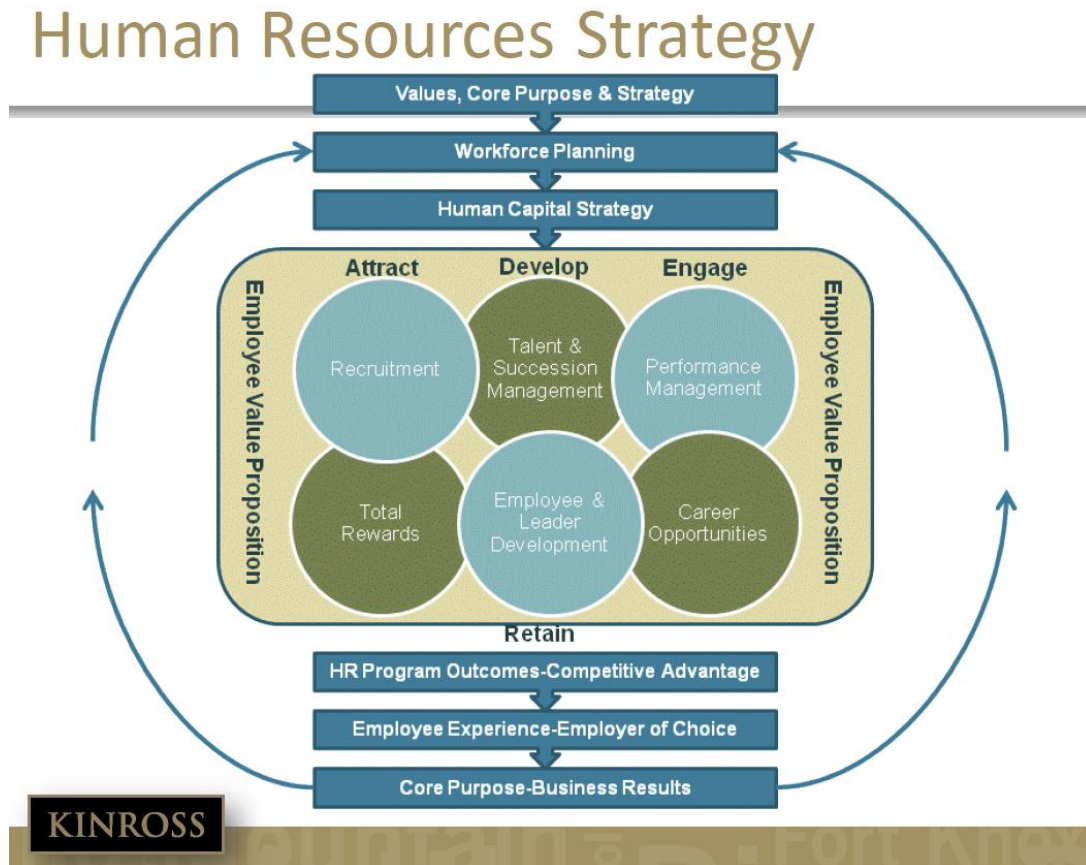 Human Resources Strategy
Values, Core Purpose & Strategy
Workforce Planning
Human Capital Strategy
Attract
Develop
Engage
Employee Value Proposition
Recruitment
Talent &
Succession
Management
Performance
Management
Total
Rewards
Employee &
Leader
Development
Career
Opportunities
Employee Value Proposition
Retain
HR Program Outcomes-Competitive Advantage
Employee Experience-Employer of Choice
Core Purpose-Business Results
KINROSS